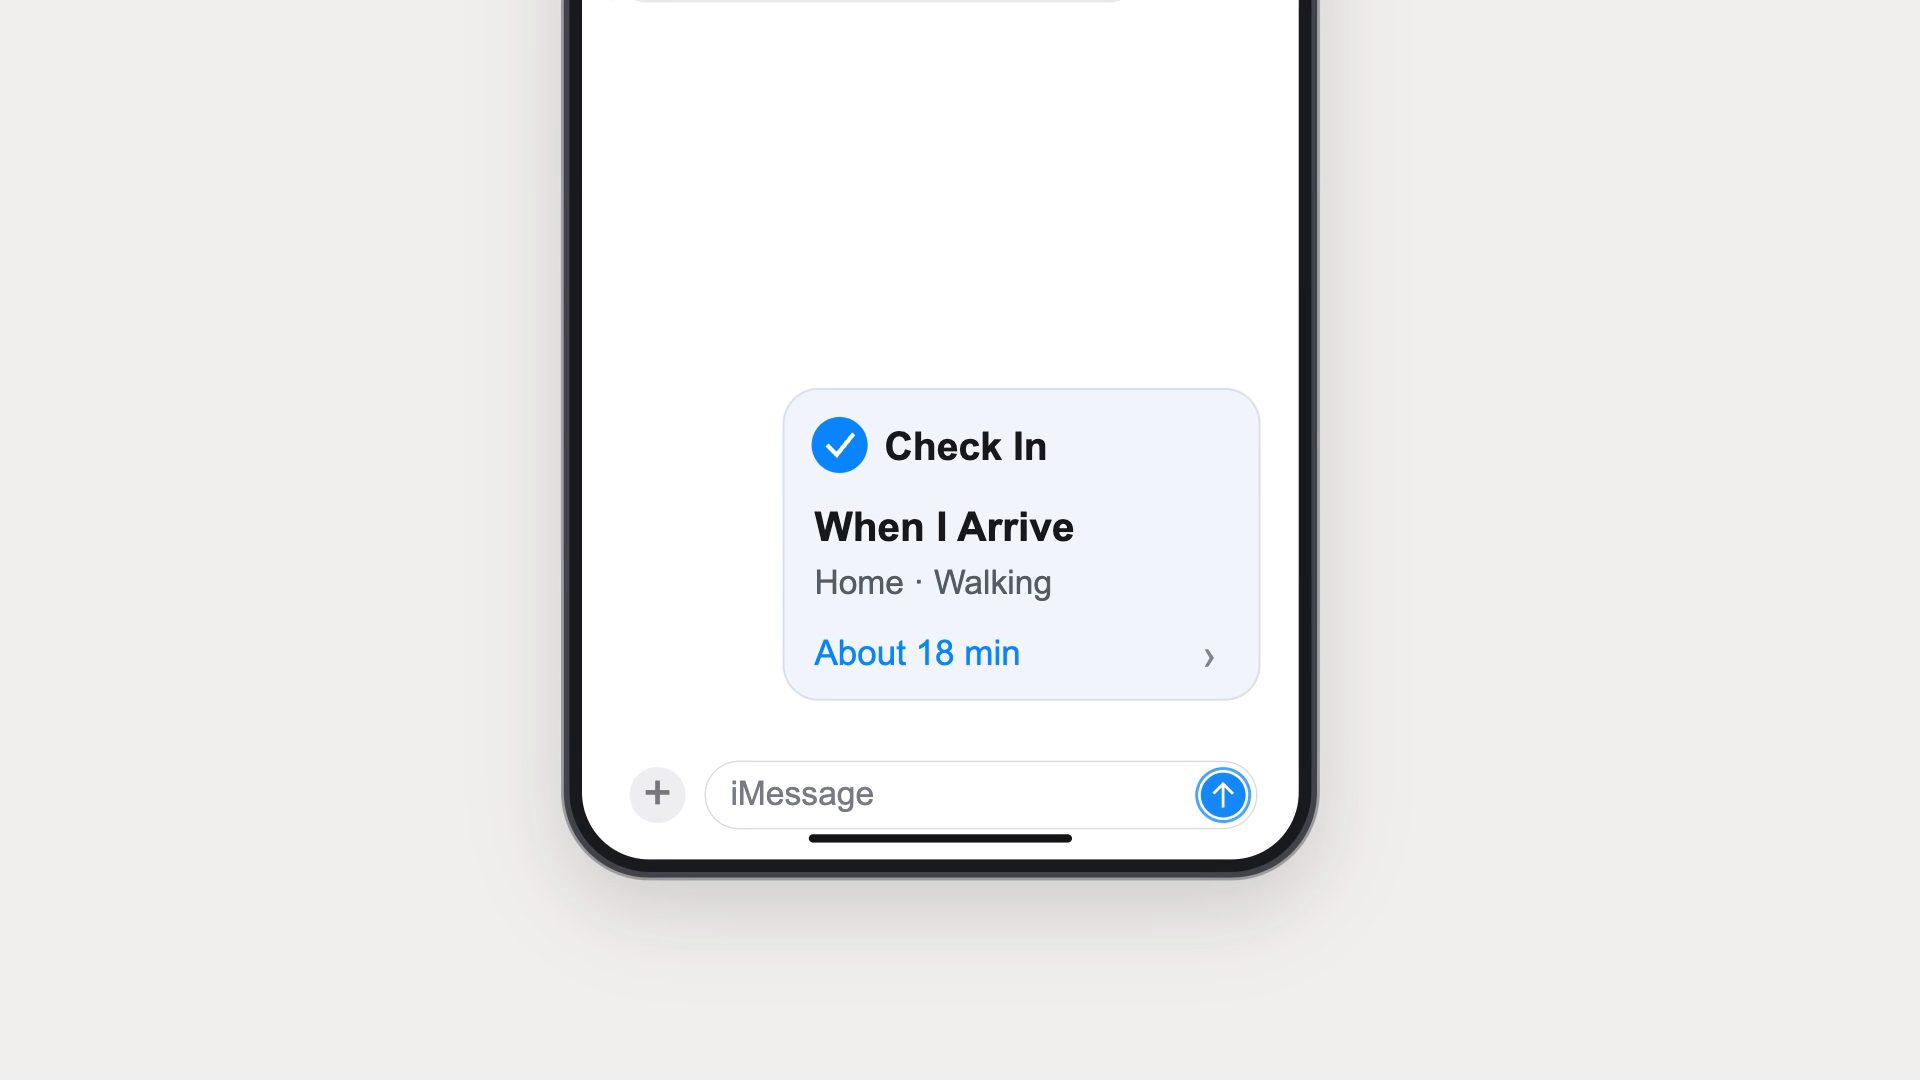 Check In
When I Arrive
Home · Walking
About 18 min
iMessage